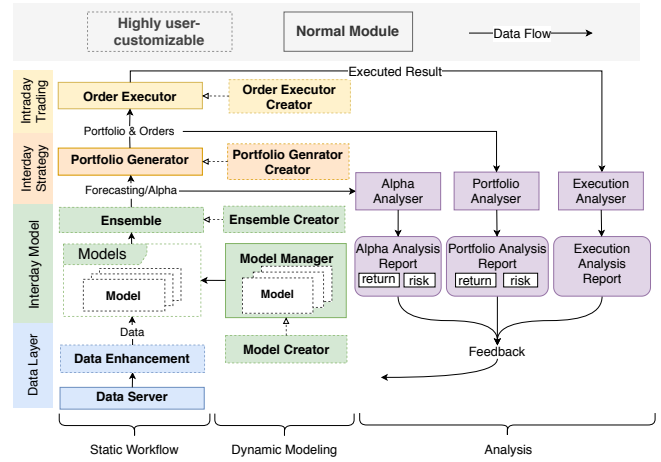 Highly user-
customizable
Normal Module
Data Flow
Executed Result
Intraday
Trading
Order Executor
Order Executor
Creator
Portfolio & Orders
Interday
Strategy
Portfolio Generator
Portfolio Genrator
Creator
Forecasting/Alpha
Alpha
Analyser
Portfolio
Analyser
Execution
Analyser
Interday Model
Ensemble
Ensemble Creator
Models
Model
Model Manager
Model
Alpha Analysis
Report
return
risk
Portfolio Analysis
Report
return
risk
Execution
Analysis
Report
Data
Model Creator
Feedback
Data Layer
Data Enhancement
Data Server
Static Workflow
Dynamic Modeling
Analysis